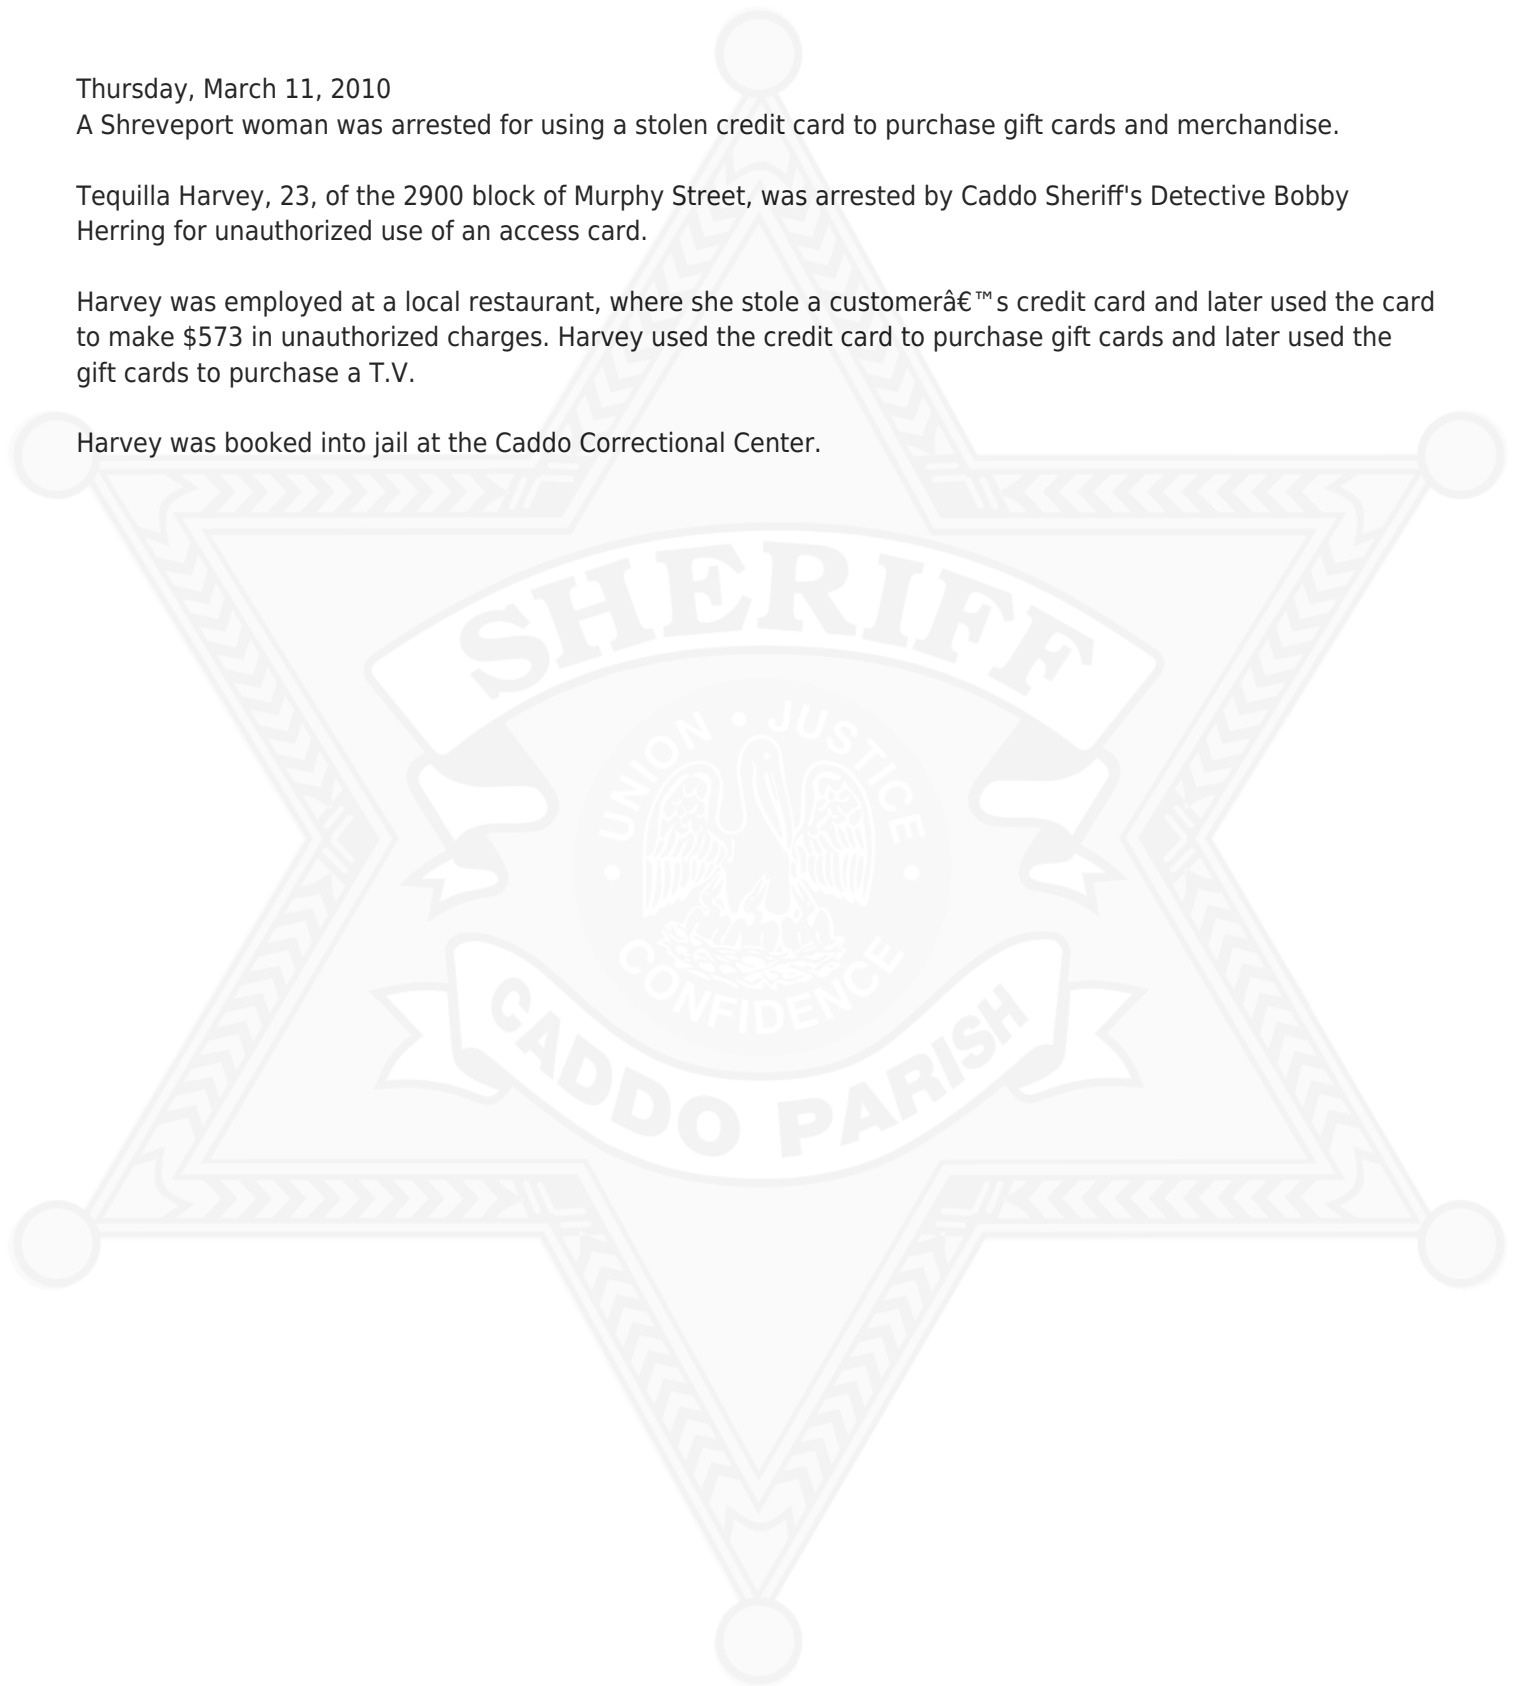 Thursday, March 11, 2010
A Shreveport woman was arrested for using a stolen credit card to purchase gift cards and merchandise.
Tequilla Harvey, 23, of the 2900 block of Murphy Street, was arrested by Caddo Sheriff's Detective Bobby
Herring for unauthorized use of an access card.
Harvey was employed at a local restaurant, where she stole a customerâ€™s credit card and later used the card
to make $573 in unauthorized charges. Harvey used the credit card to purchase gift cards and later used the
gift cards to purchase a T.V.
Harvey was booked into jail at the Caddo Correctional Center.
SHERIFF
UNION • JUSTICE •
• CONFIDENCE
CADDO PARISH